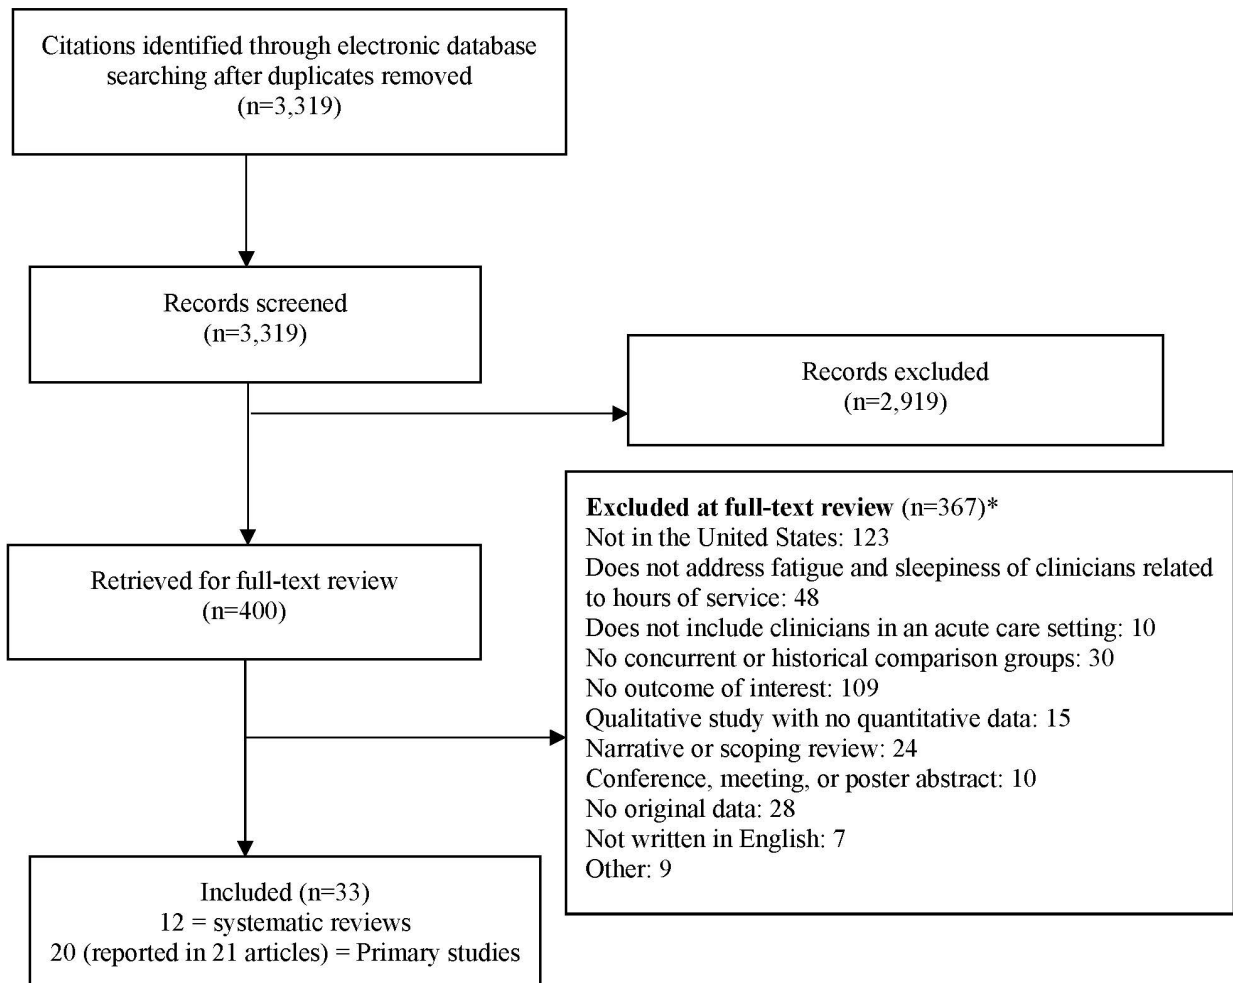 Citations identified through electronic database
searching after duplicates removed
(n=3,319)
Records screened
(n=3,319)
Records excluded
(n=2,919)
Retrieved for full-text review
(n=400)
Excluded at full-text review (n=367)*
Not in the United States: 123
Does not address fatigue and sleepiness of clinicians related
to hours of service: 48
Does not include clinicians in an acute care setting: 10
No concurrent or historical comparison groups: 30
No outcome of interest: 109
Qualitative study with no quantitative data: 15
Narrative or scoping review: 24
Conference, meeting, or poster abstract: 10
No original data: 28
Not written in English: 7
Other: 9
Included (n=33)
12 = systematic reviews
20 (reported in 21 articles) = Primary studies